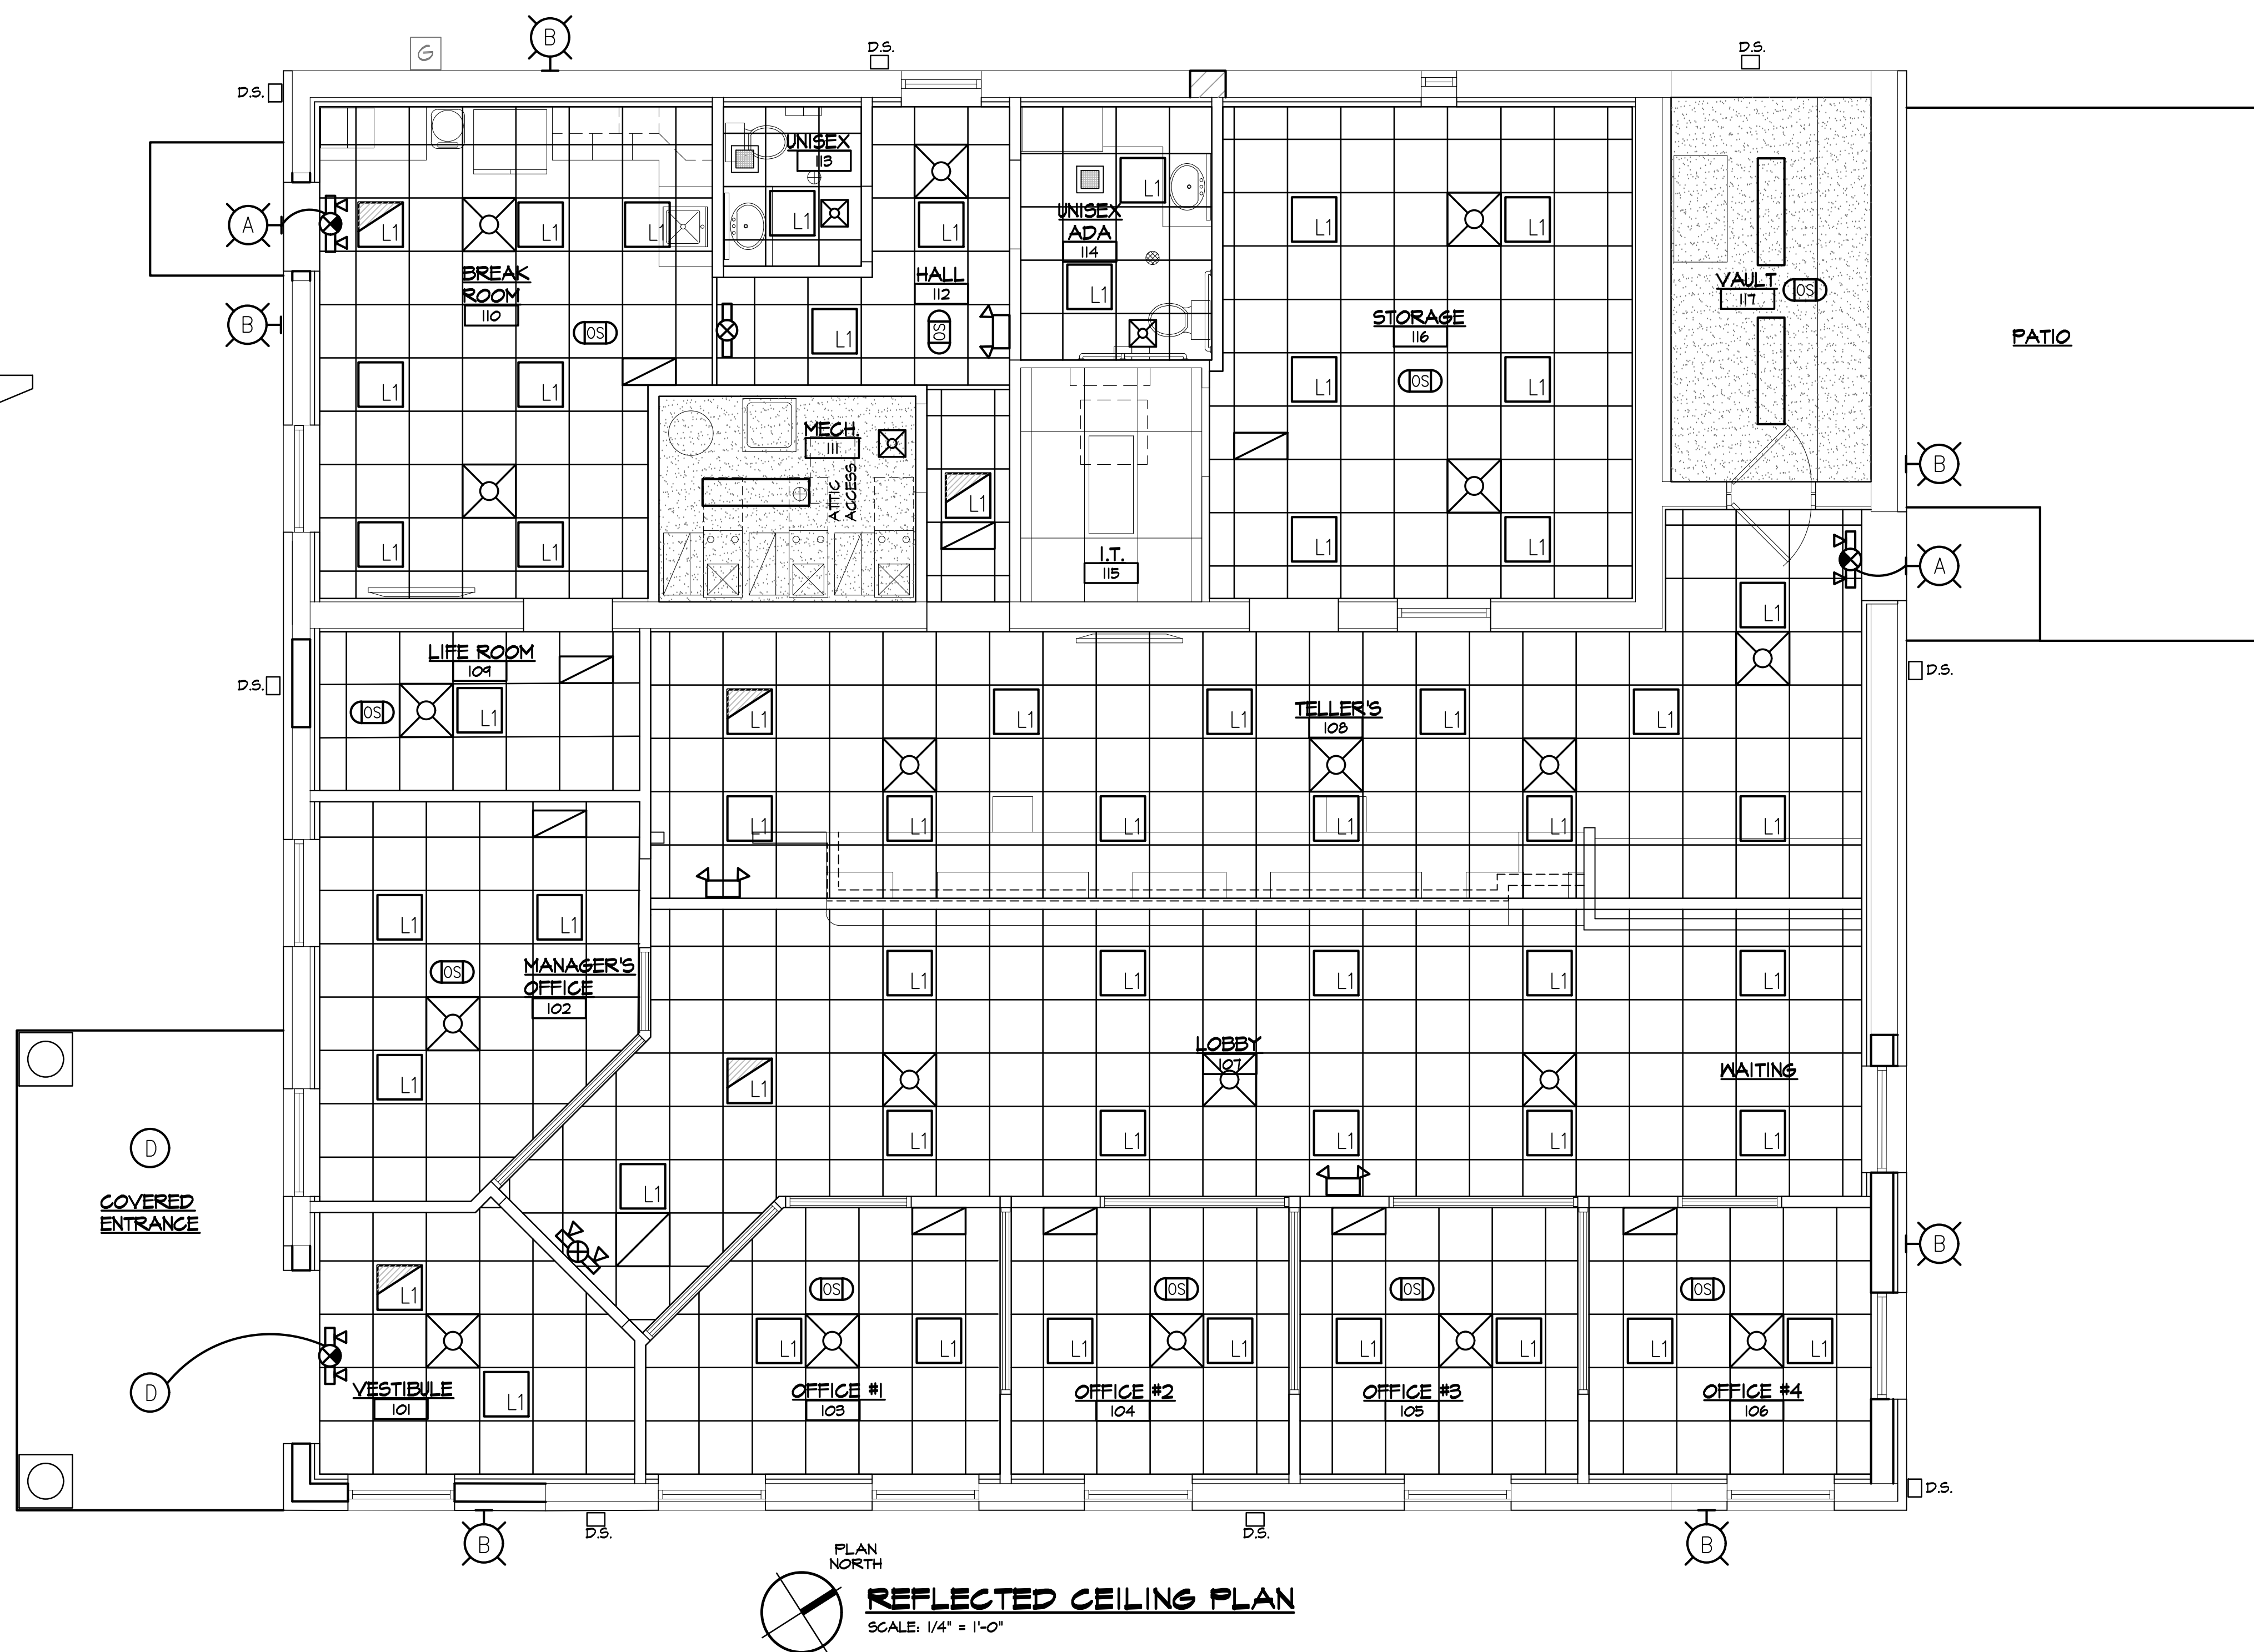 B
G
D.S.
D.S.
D.S.
UNISEX
113
L1
L1
L1
L1
L1
L1
L1
L1
L1
A
UNISEX
ADA
114
BREAK
ROOM
110
HALL
112
L1
VAULT
117
OS
B
OS
L1
OS
STORAGE
116
PATIO
L1
L1
L1
OS
L1
MECH.
111
ATTIC
ACCESS
B
L1
L1
L1
L1
L1
I.T.
115
A
L1
LIFE ROOM
109
D.S.
OS
L1
L1
L1
L1
TELLER'S
108
L1
L1
D.S.
L1
L1
L1
L1
L1
L1
L1
L1
MANAGER'S
OFFICE
102
OS
L1
L1
L1
L1
L1
LOBBY
107
WAITING
L1
L1
L1
L1
L1
L1
L1
D
COVERED
ENTRANCE
L1
B
L1
OS
OS
OS
OS
L1
L1
L1
L1
L1
L1
L1
L1
D
VESTIBULE
101
L1
OFFICE #1
103
OFFICE #2
104
OFFICE #3
105
OFFICE #4
106
D.S.
B
D.S.
D.S.
B
PLAN
NORTH
REFLECTED CEILING PLAN
SCALE: 1/4" = 1'-0"